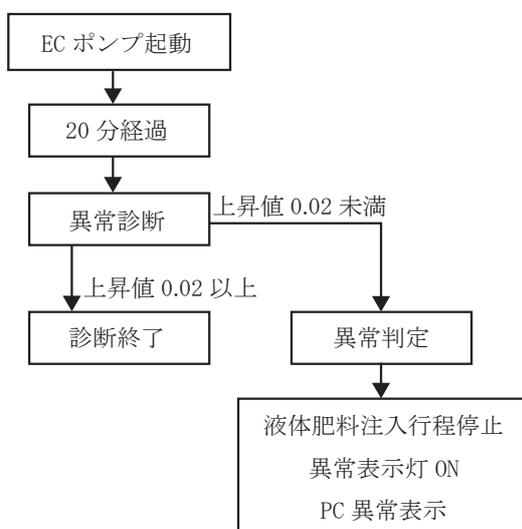 EC ポンプ起動
20 分経過
異常診断
上昇値 0.02 未満
上昇値 0.02 以上
診断終了
異常判定
液体肥料注入行程停止
異常表示灯 ON
PC 異常表示